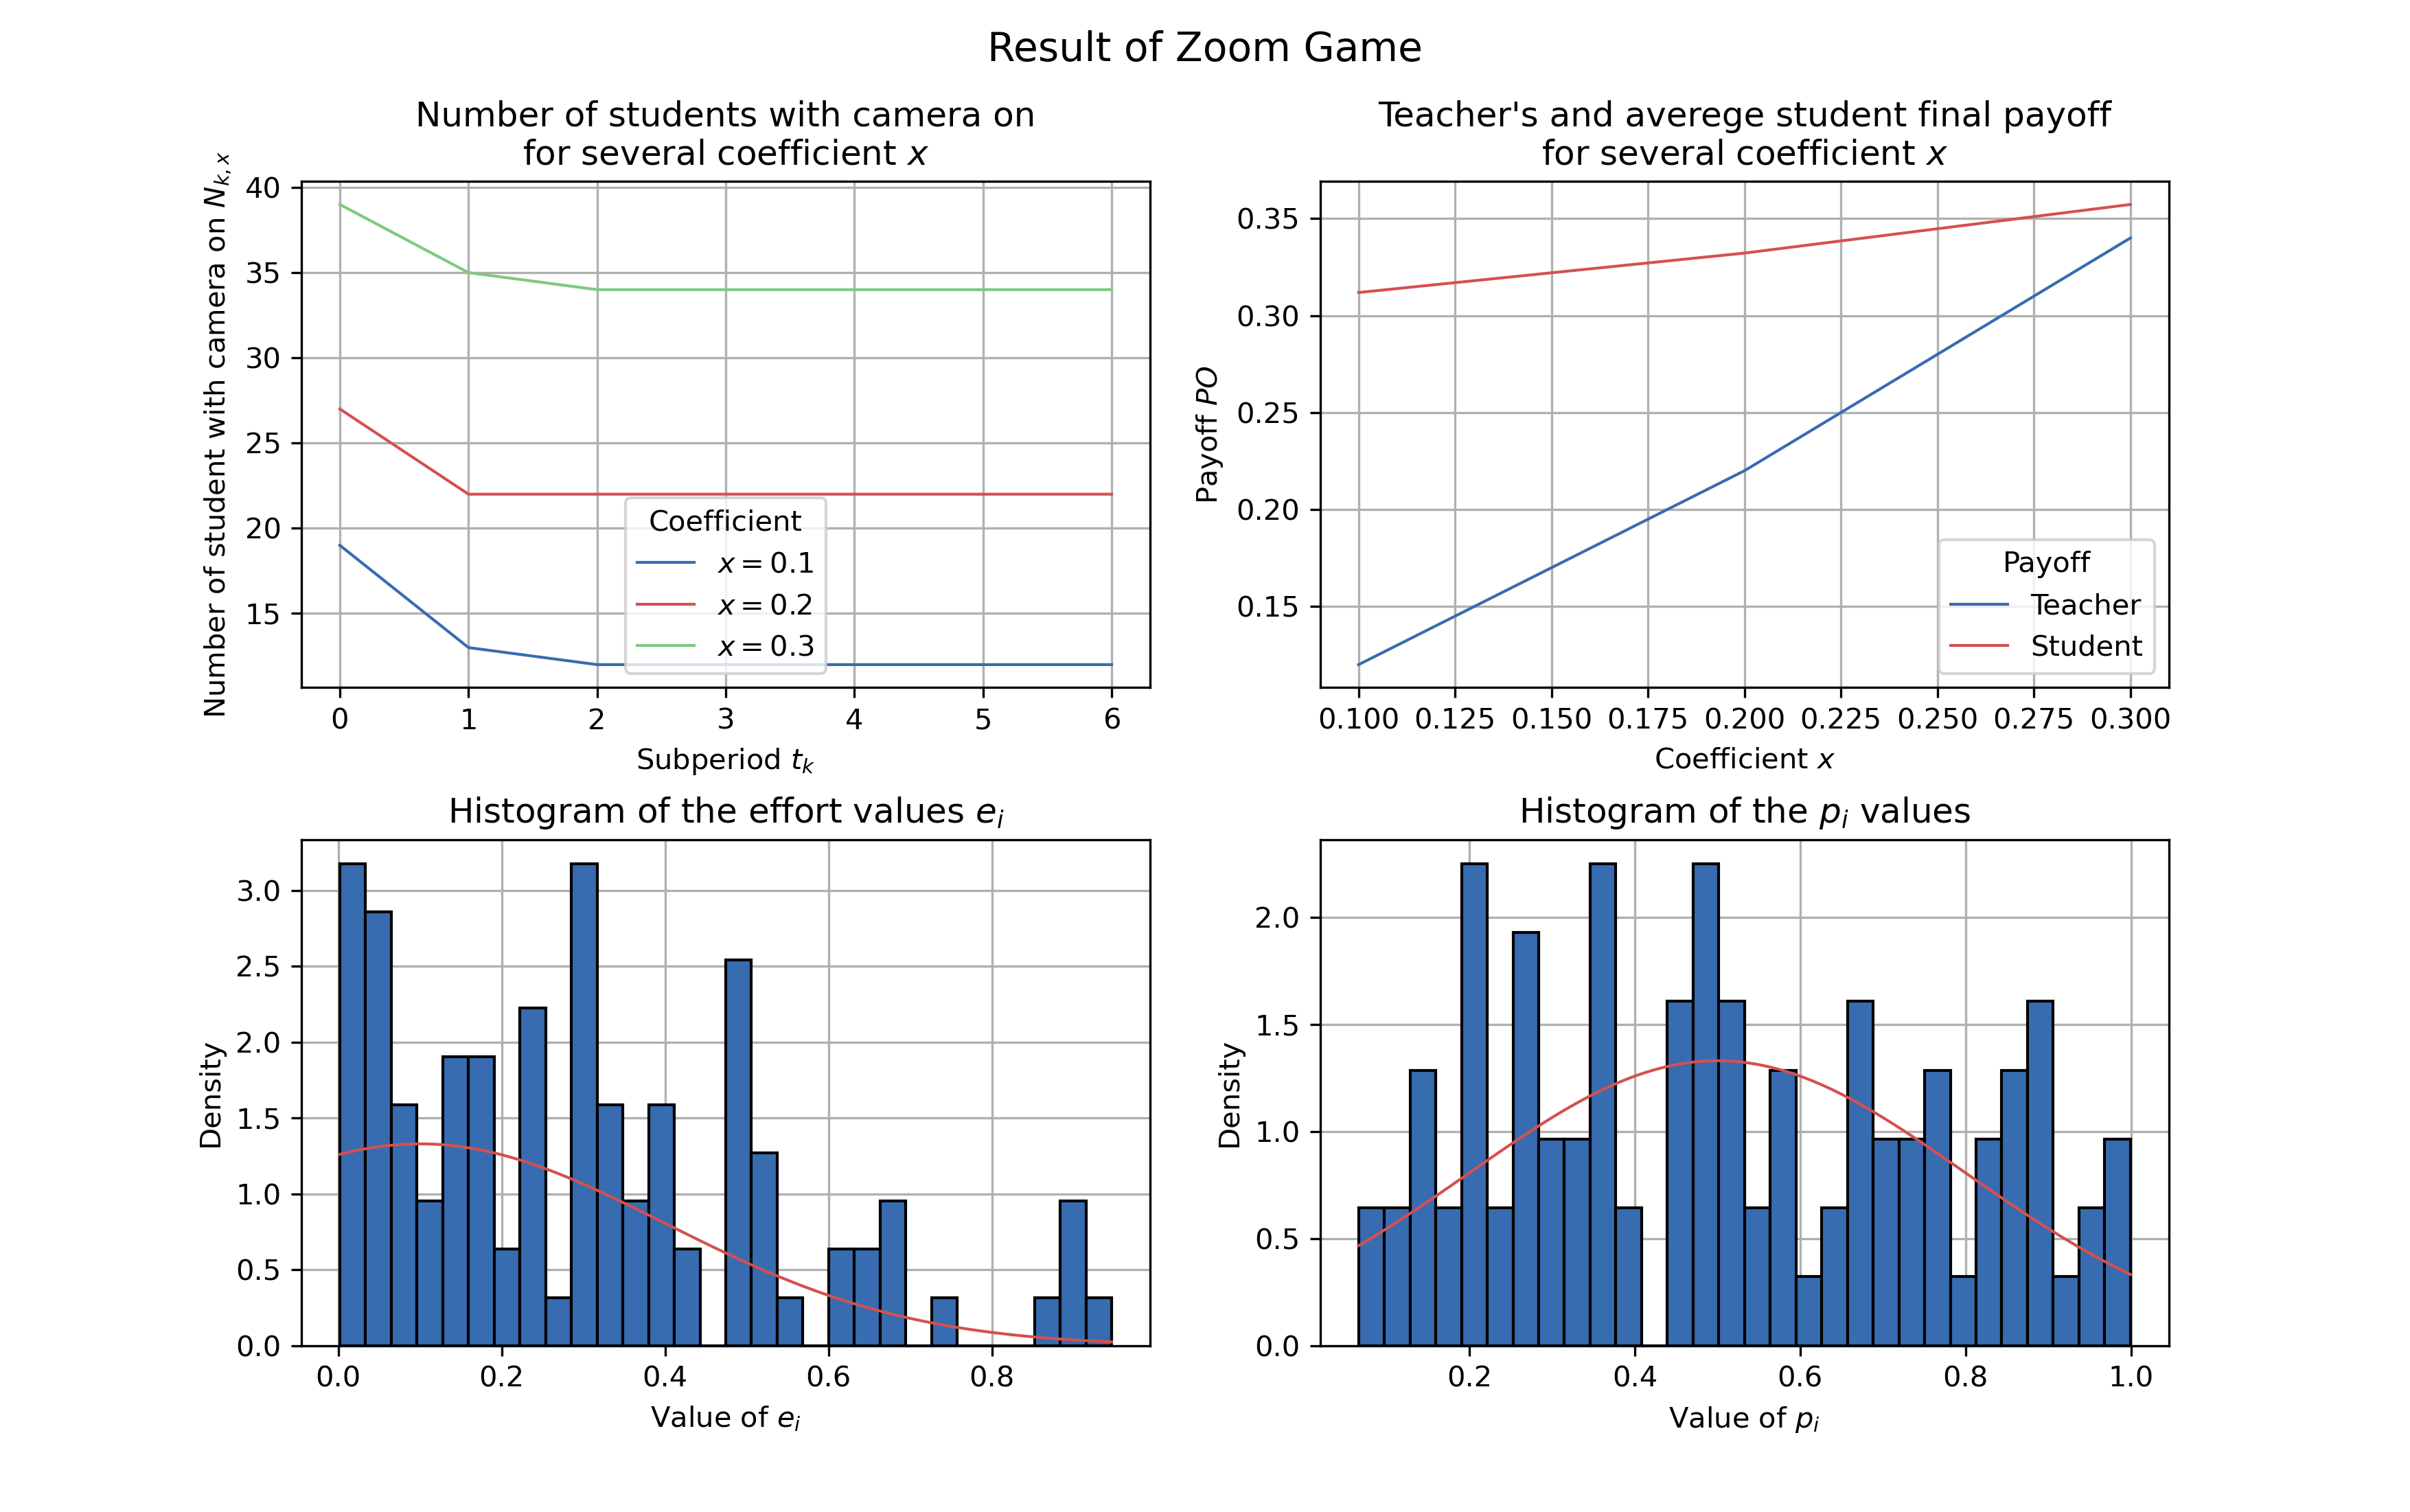 Result of Zoom Game
Number of students with camera on
for several coefficient x
Number of student with camera on N_{k,x}
40
35
30
25
20
15
Coefficient
x = 0.1
x = 0.2
x = 0.3
0 1 2 3 4 5 6
Subperiod t_k
Teacher's and averege student final payoff
for several coefficient x
Payoff PO
0.35
0.30
0.25
0.20
0.15
Payoff
Teacher
Student
0.100 0.125 0.150 0.175 0.200 0.225 0.250 0.275 0.300
Coefficient x
Histogram of the effort values e_i
Density
3.0
2.5
2.0
1.5
1.0
0.5
0.0
0.0 0.2 0.4 0.6 0.8
Value of e_i
Histogram of the p_i values
Density
2.0
1.5
1.0
0.5
0.0
0.2 0.4 0.6 0.8 1.0
Value of p_i